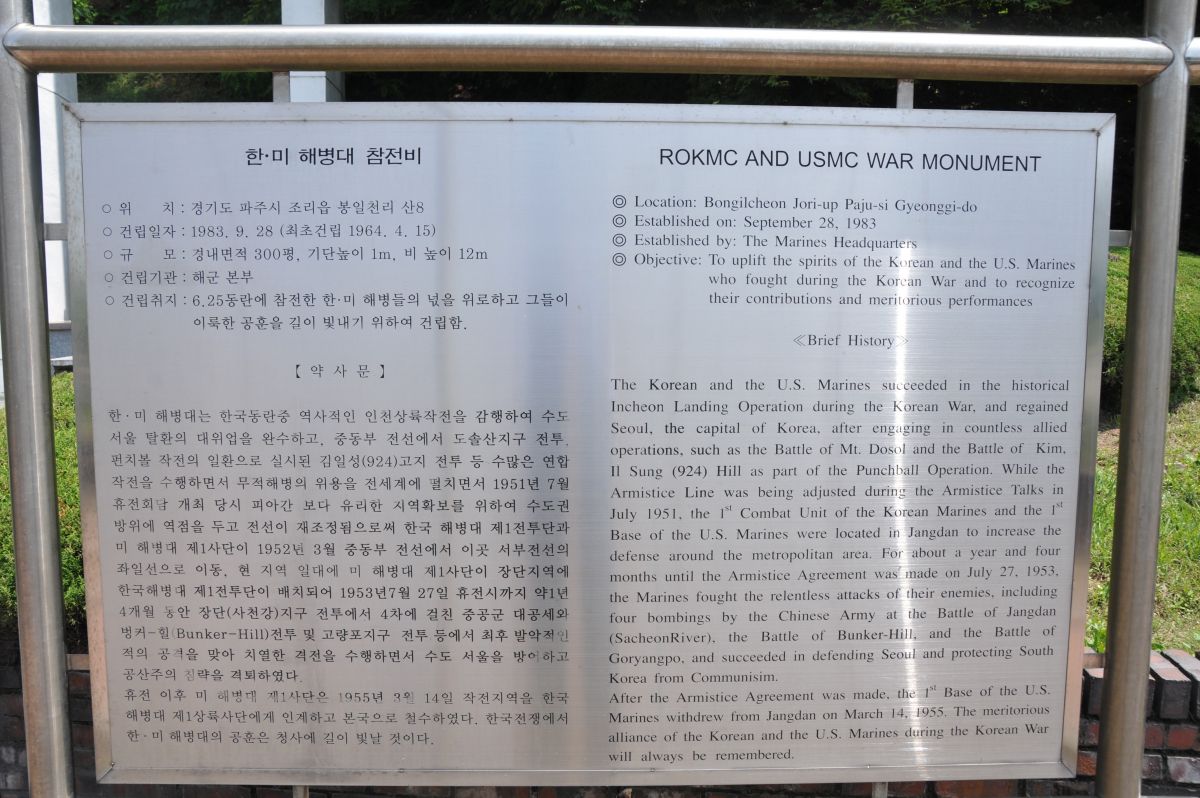 한·미 해병대 참전비
○ 위 치 : 경기도 파주시 조리읍 봉일천리 산8
○ 건립일자 : 1983. 9. 28 (최초건립 1964. 4. 15)
○ 규 모 : 경내면적 300평, 기단높이 1m, 비 높이 12m
○ 건립기관 : 해군 본부
○ 건립취지 : 6.25동란에 참전한 한·미 해병들의 넋을 위로하고 그들이
이룩한 공훈을 길이 빛내기 위하여 건립함.
【 약 사 문 】
한·미 해병대는 한국동란중 역사적인 인천상륙작전을 감행하여 수도
서울 탈환의 대위업을 완수하고, 중동부 전선에서 도솔산지구 전투,
펀치볼 작전의 일환으로 실시된 김일성(924)고지 전투 등 수많은 연합
작전을 수행하면서 무적해병의 위용을 전세계에 떨치면서 1951년 7월
휴전회담 개최 당시 피아간 보다 유리한 지역확보를 위하여 수도권
방위에 역점을 두고 전선이 재조정됨으로써 한국 해병대 제1전투단과
미 해병대 제1사단이 1952년 3월 중동부 전선에서 이곳 서부전선의
좌일선으로 이동, 현 지역 일대에 미 해병대 제1사단이 장단지역에
한국해병대 제1전투단이 배치되어 1953년7월 27일 휴전시까지 약1년
4개월 동안 장단(사천강)지구 전투에서 4차에 걸친 중공군 대공세와
벙커-힐(Bunker-Hill)전투 및 고량포지구 전투 등에서 최후 발악적인
적의 공격을 맞아 치열한 격전을 수행하면서 수도 서울을 방어하고
공산주의 침략을 격퇴하였다.
휴전 이후 미 해병대 제1사단은 1955년 3월 14일 작전지역을 한국
해병대 제1상륙사단에게 인계하고 본국으로 철수하였다. 한국전쟁에서
한·미 해병대의 공훈은 청사에 길이 빛날 것이다.
ROKMC AND USMC WAR MONUMENT
◎ Location: Bongilcheon Jori-up Paju-si Gyeonggi-do
◎ Established on: September 28, 1983
◎ Established by: The Marines Headquarters
◎ Objective: To uplift the spirits of the Korean and the U.S. Marines
who fought during the Korean War and to recognize
their contributions and meritorious performances
≪Brief History≫
The Korean and the U.S. Marines succeeded in the historical
Incheon Landing Operation during the Korean War, and regained
Seoul, the capital of Korea, after engaging in countless allied
operations, such as the Battle of Mt. Dosol and the Battle of Kim,
Il Sung (924) Hill as part of the Punchball Operation. While the
Armistice Line was being adjusted during the Armistice Talks in
July 1951, the 1st Combat Unit of the Korean Marines and the 1st
Base of the U.S. Marines were located in Jangdan to increase the
defense around the metropolitan area. For about a year and four
months until the Armistice Agreement was made on July 27, 1953,
the Marines fought the relentless attacks of their enemies, including
four bombings by the Chinese Army at the Battle of Jangdan
(SacheonRiver), the Battle of Bunker-Hill, and the Battle of
Goryangpo, and succeeded in defending Seoul and protecting South
Korea from Communisim.
After the Armistice Agreement was made, the 1st Base of the U.S.
Marines withdrew from Jangdan on March 14, 1955. The meritorious
alliance of the Korean and the U.S. Marines during the Korean War
will always be remembered.